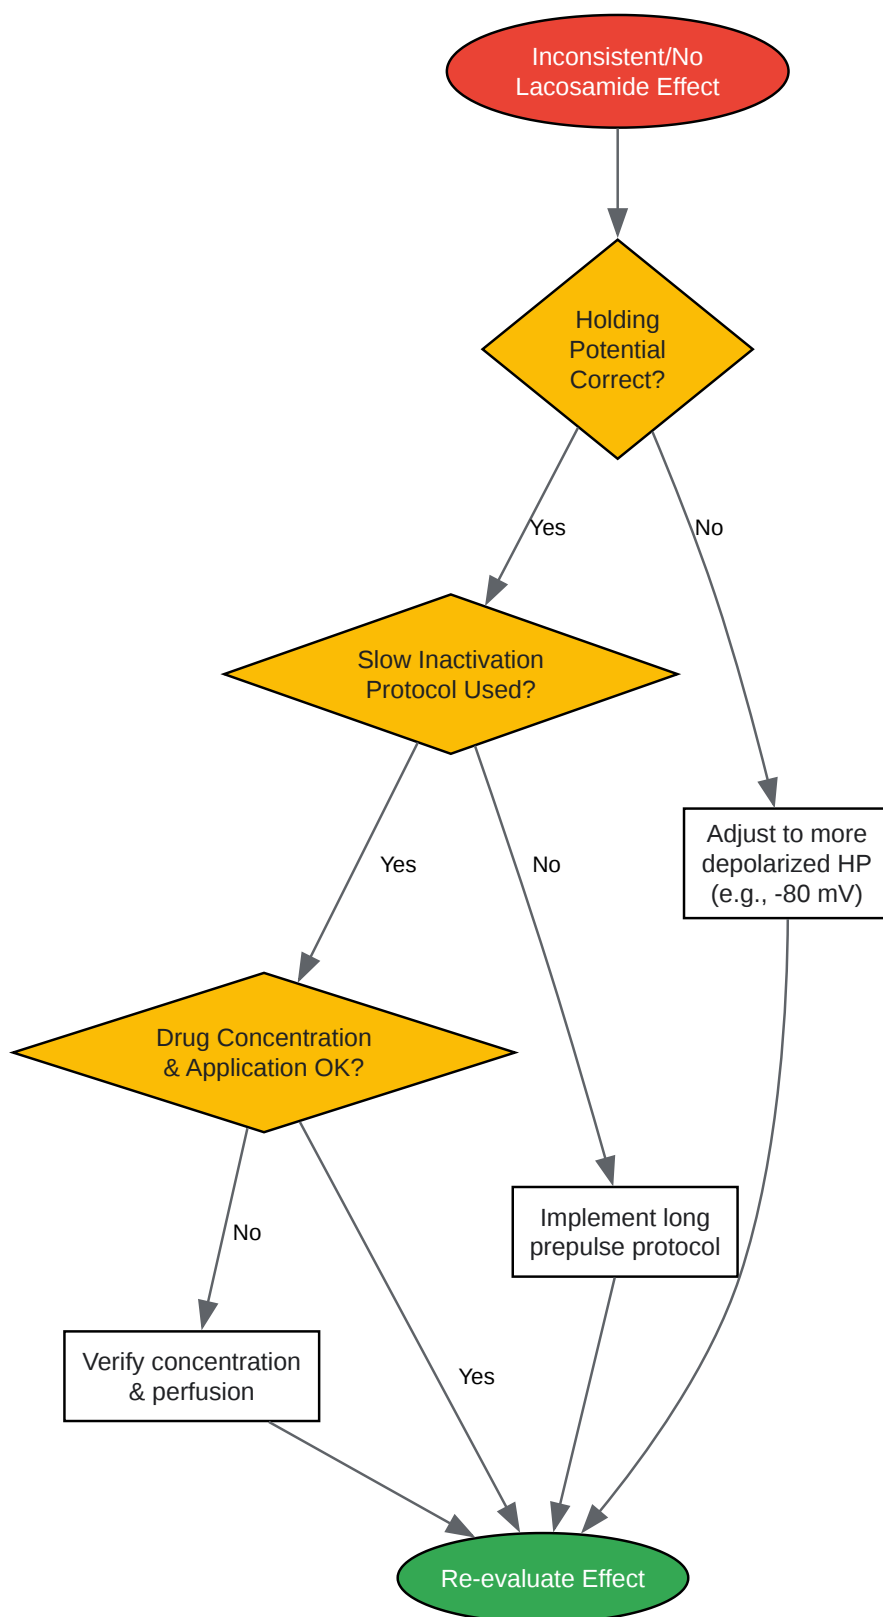 Inconsistent/No
Lacosamide Effect
Holding
Potential
Correct?
Yes
No
Slow Inactivation
Protocol Used?
Adjust to more
depolarized HP
(e.g., -80 mV)
Yes
No
Drug Concentration
& Application OK?
Implement long
prepulse protocol
No
Verify concentration
& perfusion
Yes
Re-evaluate Effect